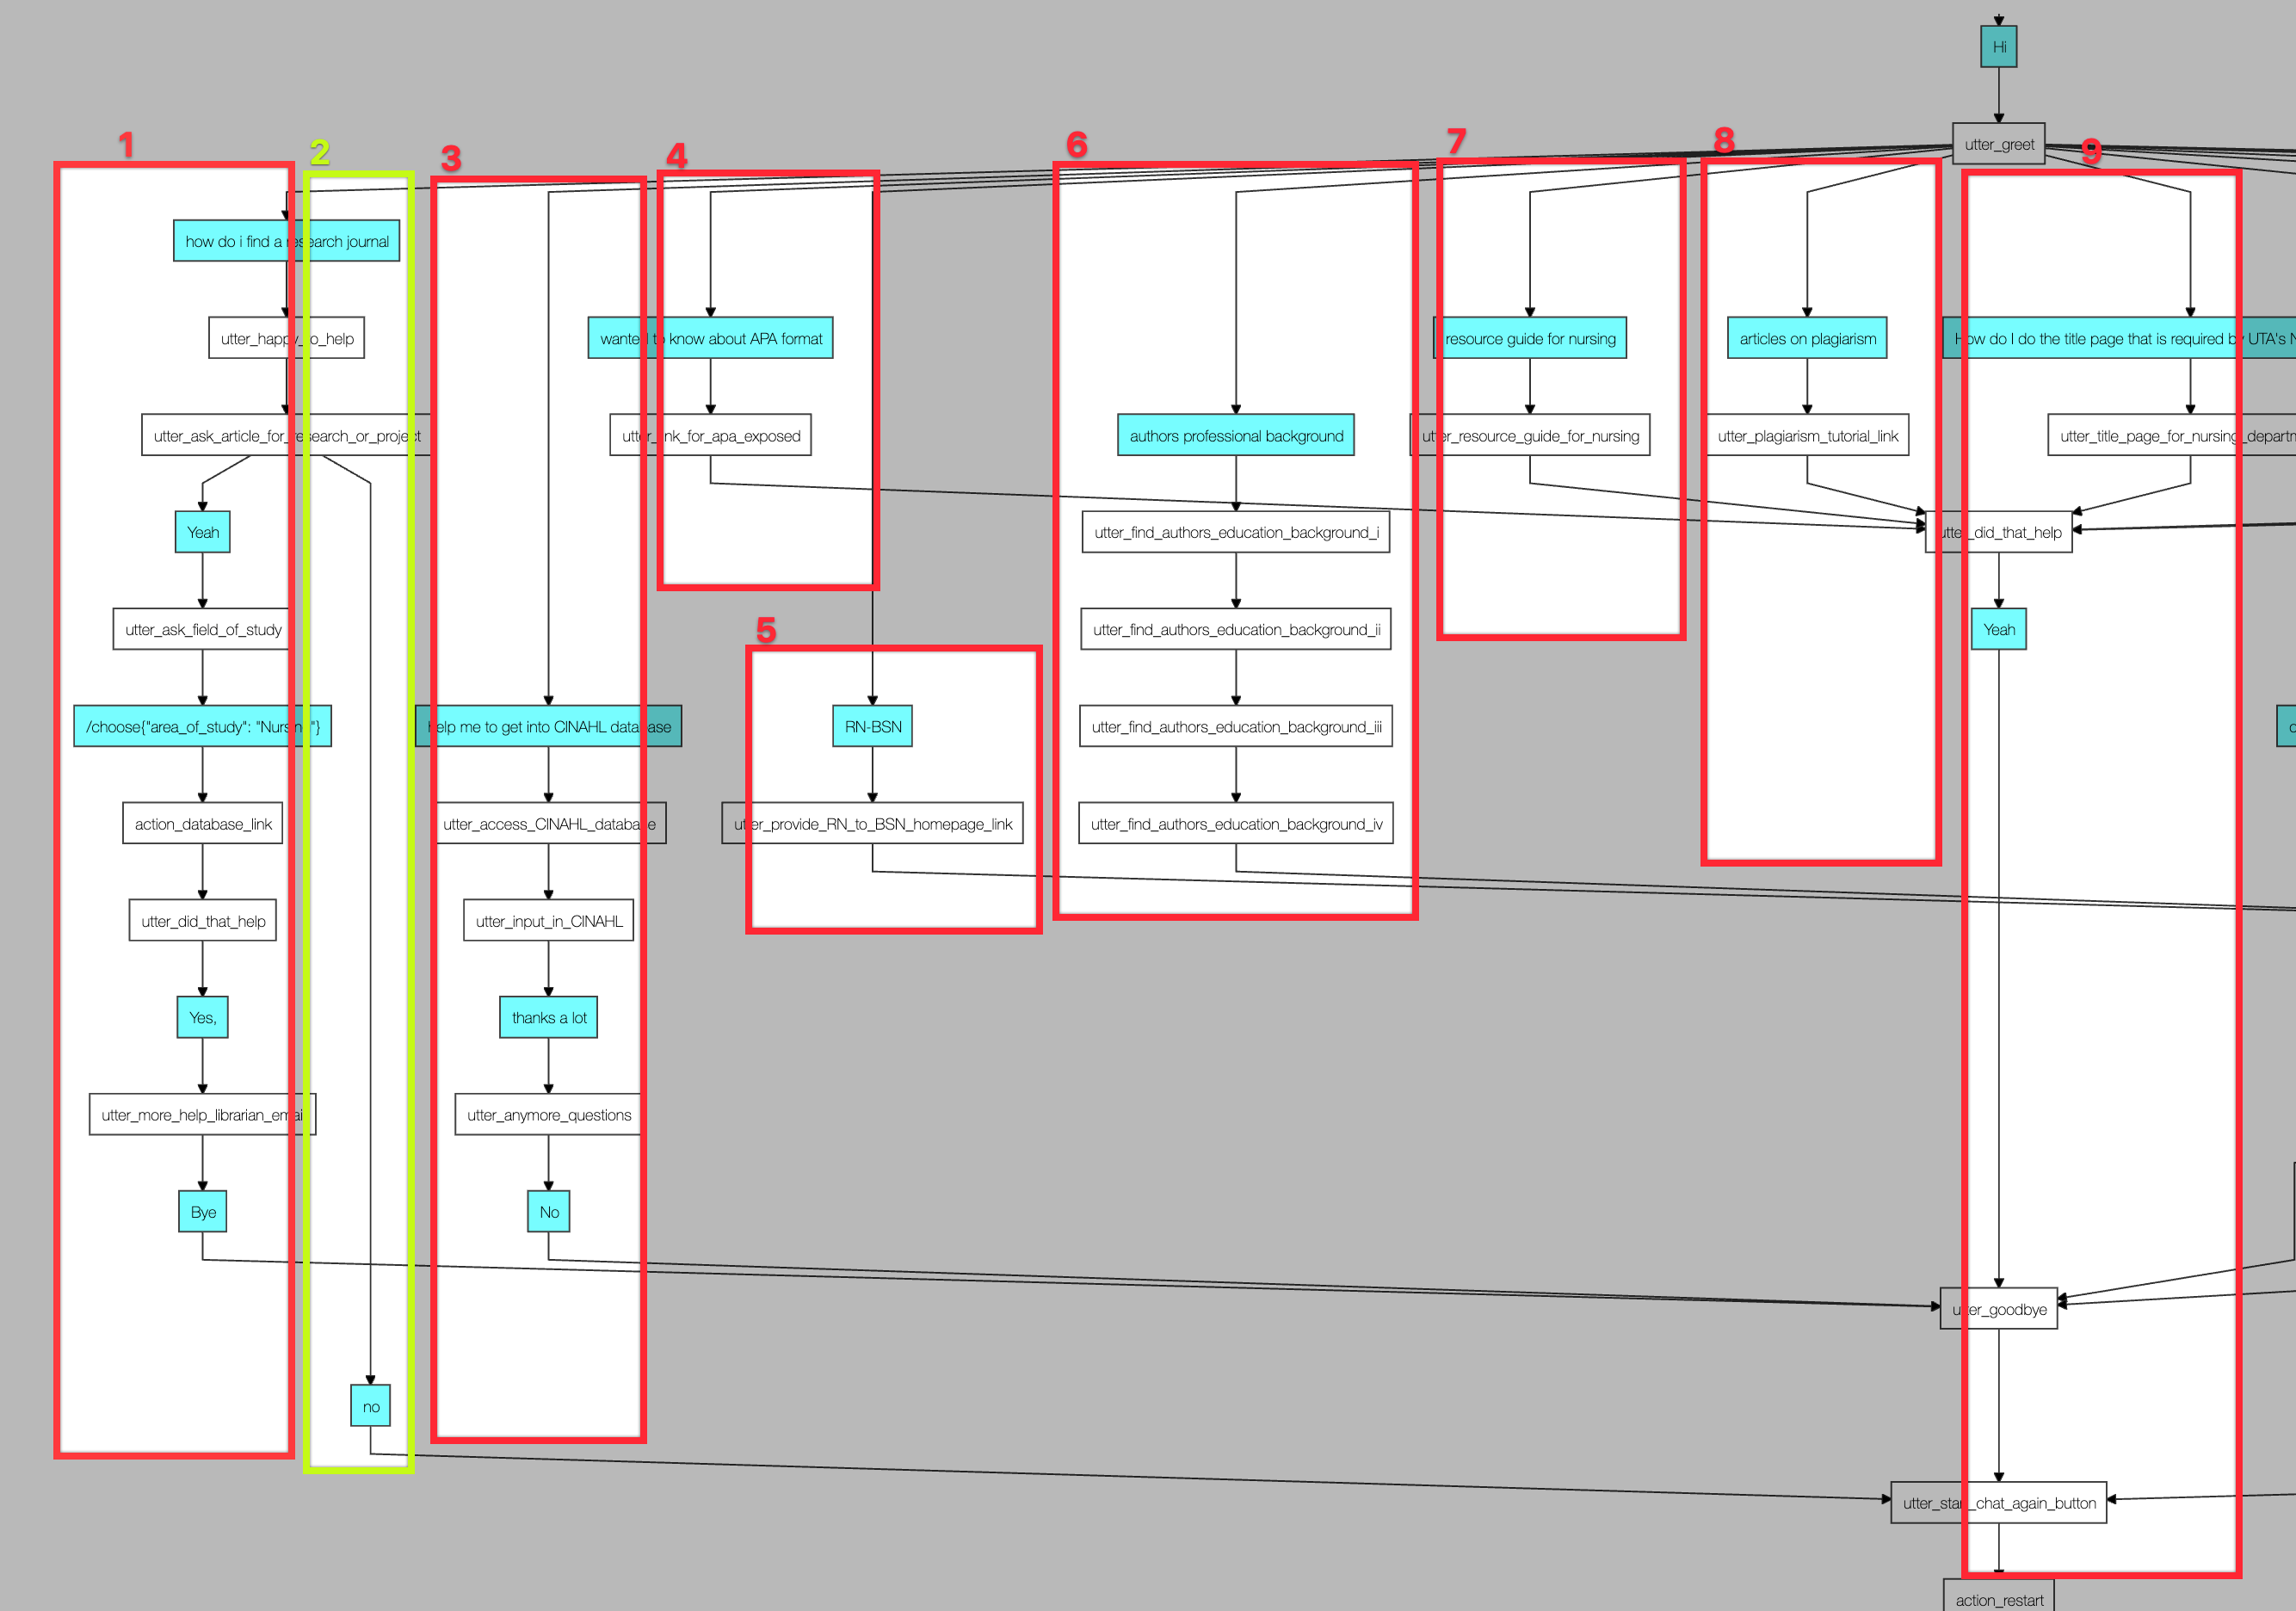 Hi
utter_greet
1
2
3
4
5
6
7
8
9
how do i find a research journal
utter_happy_to_help
wanted to know about APA format
resource guide for nursing
articles on plagiarism
How do I do the title page that is required by UTA's N
utter_ask_article_for_research_or_project
utter_link_for_apa_exposed
authors professional background
utter_resource_guide_for_nursing
utter_plagiarism_tutorial_link
utter_title_page_for_nursing_departm
Yeah
utter_find_authors_education_background_i
utter_did_that_help
utter_ask_field_of_study
utter_find_authors_education_background_ii
Yeah
/choose{"area_of_study": "Nursing"}
help me to get into CINAHL database
RN-BSN
utter_find_authors_education_background_iii
action_database_link
utter_access_CINAHL_database
utter_provide_RN_to_BSN_homepage_link
utter_find_authors_education_background_iv
utter_did_that_help
utter_input_in_CINAHL
Yes,
thanks a lot
utter_more_help_librarian_email
utter_anymore_questions
Bye
No
utter_goodbye
no
utter_start_chat_again_button
action_restart